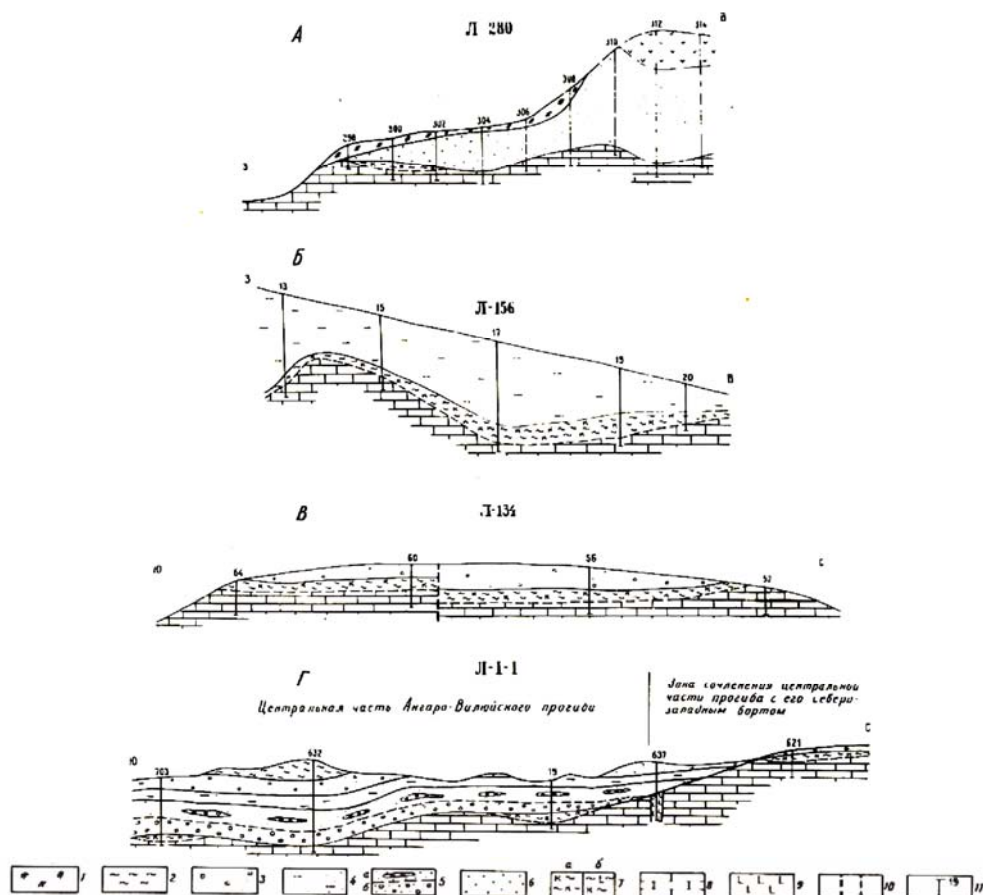 А Л 280 В
298 300 302 304 306 308 310 312 314
З
Б
Л-156
З 13 15 17 19 20 В
В Л-134
Ю 64 60 56 52 С
Г Л-1-1
Центральная часть Ангаро-Вилюйского прогиба
Зона сочленения центральной
части прогиба с его северо-
западным бортом
Ю 703 632 19 637 621 С
1 2 3 4 а б 5 6 а б 7 8 9 10 19 11